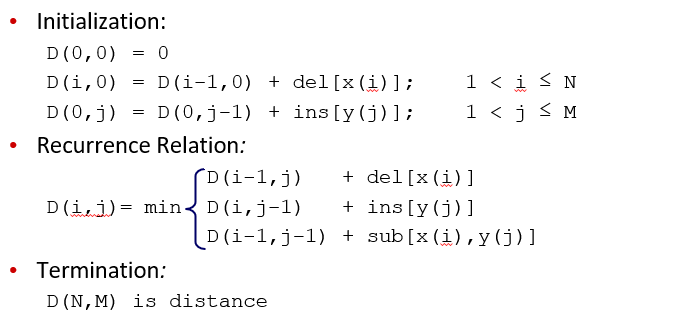 • Initialization:
D(0,0) = 0
D(i,0) = D(i-1,0) + del[x(i)]; 1 < i ≤ N
D(0,j) = D(0,j-1) + ins[y(j)]; 1 < j ≤ M
• Recurrence Relation:
D(i-1,j) + del[x(i)]
D(i,j)= min D(i,j-1) + ins[y(j)]
D(i-1,j-1) + sub[x(i),y(j)]
• Termination:
D(N,M) is distance